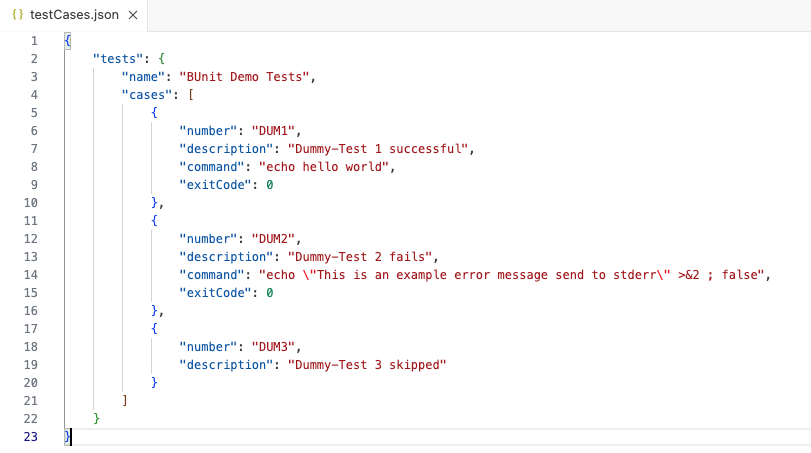 {} testCases.json ×
1 {
2     "tests": {
3         "name": "BUnit Demo Tests",
4         "cases": [
5             {
6                 "number": "DUM1",
7                 "description": "Dummy-Test 1 successful",
8                 "command": "echo hello world",
9                 "exitCode": 0
10             },
11             {
12                 "number": "DUM2",
13                 "description": "Dummy-Test 2 fails",
14                 "command": "echo \"This is an example error message send to stderr\" >&2 ; false",
15                 "exitCode": 0
16             },
17             {
18                 "number": "DUM3",
19                 "description": "Dummy-Test 3 skipped"
20             }
21         ]
22     }
23 }